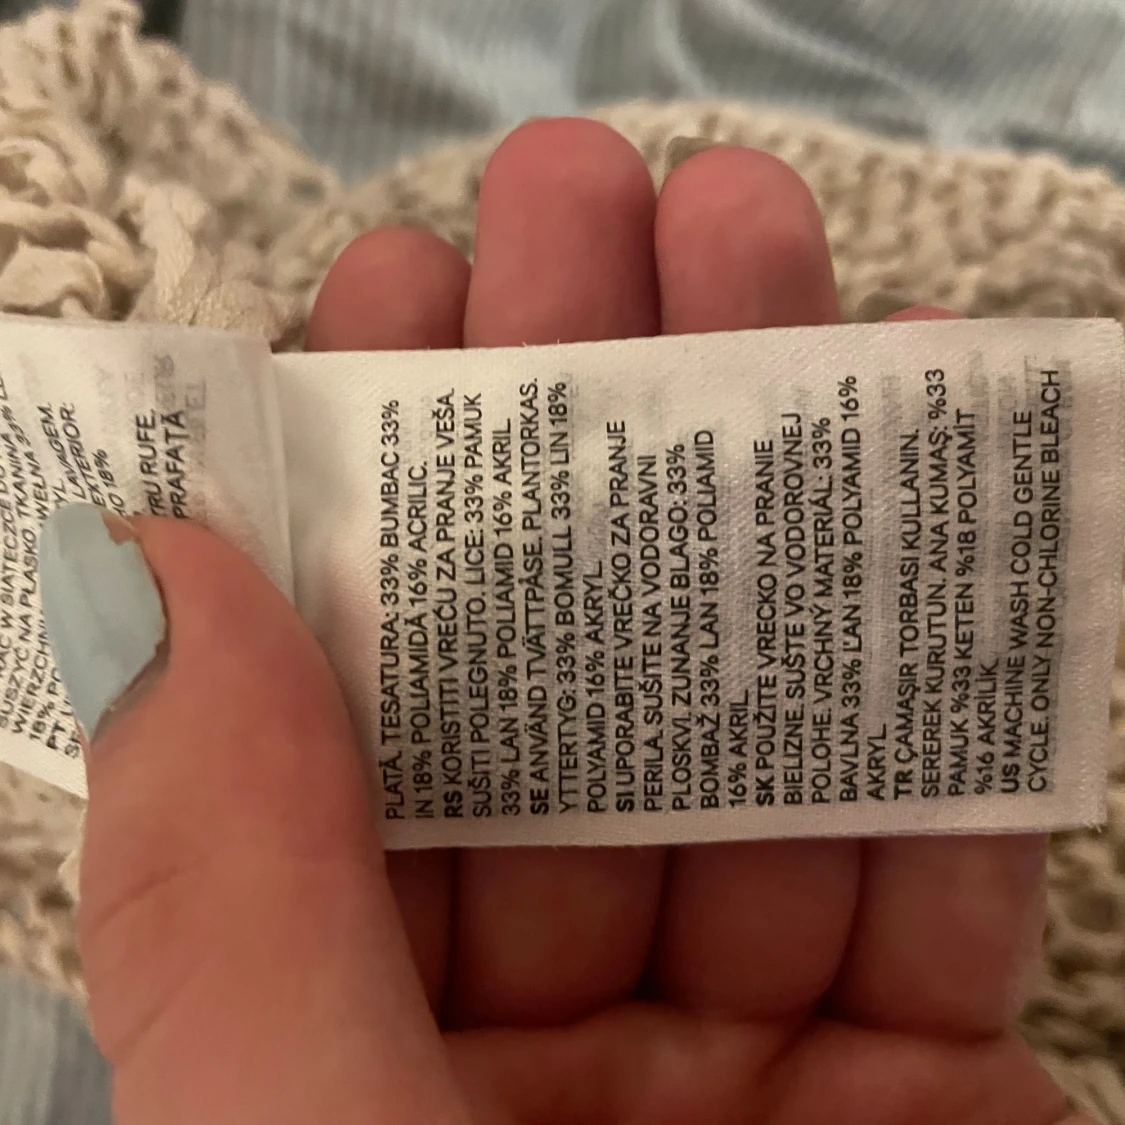 LAVAGEM.
EXTERIOR:
PLATĂ. TESATURA: 33% BUMBAC 33%
IN 18% POLIAMIDĂ 16% ACRILIC.
RS KORISTITI VREĆU ZA PRANJE VEŠA.
SUŠITI POLEGNUTO. LICE: 33% PAMUK
33% LAN 18% POLIAMID 16% AKRIL
SE ANVÄND TVÄTTPÅSE. PLANTORKAS.
YTTERTYG: 33% BOMULL 33% LIN 18%
POLYAMID 16% AKRYL.
SI UPORABITE VREČKO ZA PRANJE
PERILA. SUŠITE NA VODORAVNI
PLOSKVI. ZUNANJE BLAGO: 33%
BOMBAŽ 33% LAN 18% POLIAMID
16% AKRIL
SK POUŽITE VRECKO NA PRANIE
BIELIZNE. SUŠTE VO VODOROVNEJ
POLOHE. VRCHNÝ MATERIÁL: 33%
BAVLNA 33% ĽAN 18% POLYAMID 16%
AKRYL
TR ÇAMAŞIR TORBASI KULLANIN.
SEREREK KURUTUN. ANA KUMAŞ: %33
PAMUK %33 KETEN %18 POLYAMİT
%16 AKRİLİK
US MACHINE WASH COLD GENTLE
CYCLE. ONLY NON-CHLORINE BLEACH